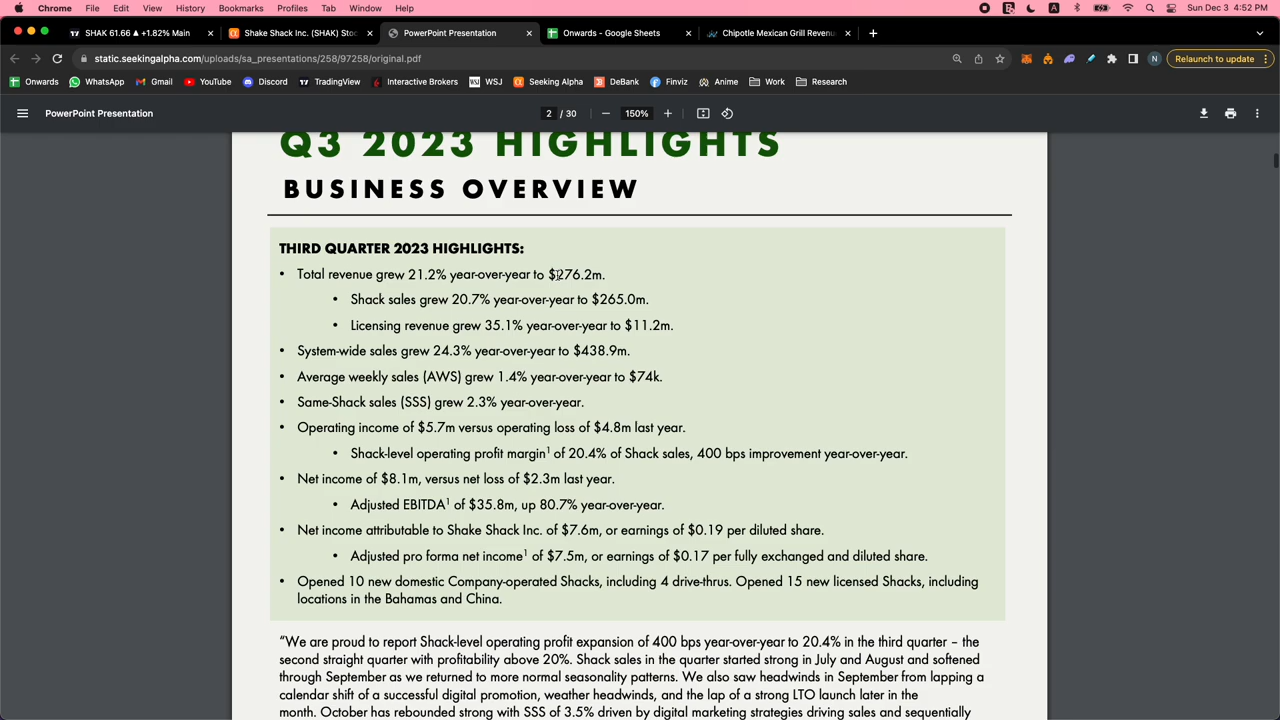 Chrome File Edit View History Bookmarks Profiles Tab Window Help Sun Dec 3 4:52 PM
SHAK 61.66 ▲ +1.82% Main Shake Shack Inc. (SHAK) Stoc PowerPoint Presentation Onwards - Google Sheets Chipotle Mexican Grill Revenu
static.seekingalpha.com/uploads/sa_presentations/258/97258/original.pdf N Relaunch to update
Onwards WhatsApp Gmail YouTube Discord TradingView Interactive Brokers WSJ Seeking Alpha DeBank Finviz Anime Work Research
PowerPoint Presentation 2 / 30 150%
Q3 2023 HIGHLIGHTS
BUSINESS OVERVIEW
THIRD QUARTER 2023 HIGHLIGHTS:
• Total revenue grew 21.2% year-over-year to $276.2m.
• Shack sales grew 20.7% year-over-year to $265.0m.
• Licensing revenue grew 35.1% year-over-year to $11.2m.
• System-wide sales grew 24.3% year-over-year to $438.9m.
• Average weekly sales (AWS) grew 1.4% year-over-year to $74k.
• Same-Shack sales (SSS) grew 2.3% year-over-year.
• Operating income of $5.7m versus operating loss of $4.8m last year.
• Shack-level operating profit margin¹ of 20.4% of Shack sales, 400 bps improvement year-over-year.
• Net income of $8.1m, versus net loss of $2.3m last year.
• Adjusted EBITDA¹ of $35.8m, up 80.7% year-over-year.
• Net income attributable to Shake Shack Inc. of $7.6m, or earnings of $0.19 per diluted share.
• Adjusted pro forma net income¹ of $7.5m, or earnings of $0.17 per fully exchanged and diluted share.
• Opened 10 new domestic Company-operated Shacks, including 4 drive-thrus. Opened 15 new licensed Shacks, including
locations in the Bahamas and China.
“We are proud to report Shack-level operating profit expansion of 400 bps year-over-year to 20.4% in the third quarter – the
second straight quarter with profitability above 20%. Shack sales in the quarter started strong in July and August and softened
through September as we returned to more normal seasonality patterns. We also saw headwinds in September from lapping a
calendar shift of a successful digital promotion, weather headwinds, and the lap of a strong LTO launch later in the
month. October has rebounded strong with SSS of 3.5% driven by digital marketing strategies driving sales and sequentially